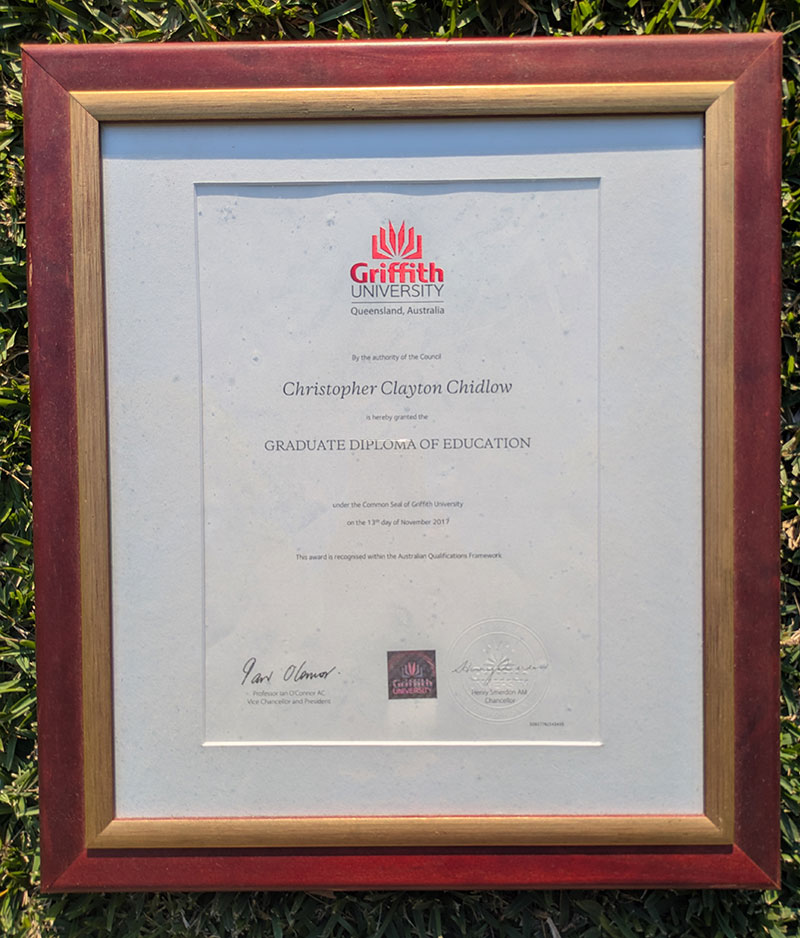 Griffith
UNIVERSITY
Queensland, Australia
By the authority of the Council
Christopher Clayton Chidlow
is hereby granted the
GRADUATE DIPLOMA OF EDUCATION
under the Common Seal of Griffith University
on the 13th day of November 2017
This award is recognised within the Australian Qualifications Framework
Ian O'Connor
Professor Ian O'Connor AC
Vice Chancellor and President
Griffith
UNIVERSITY
Henry Smerdon AM
Chancellor